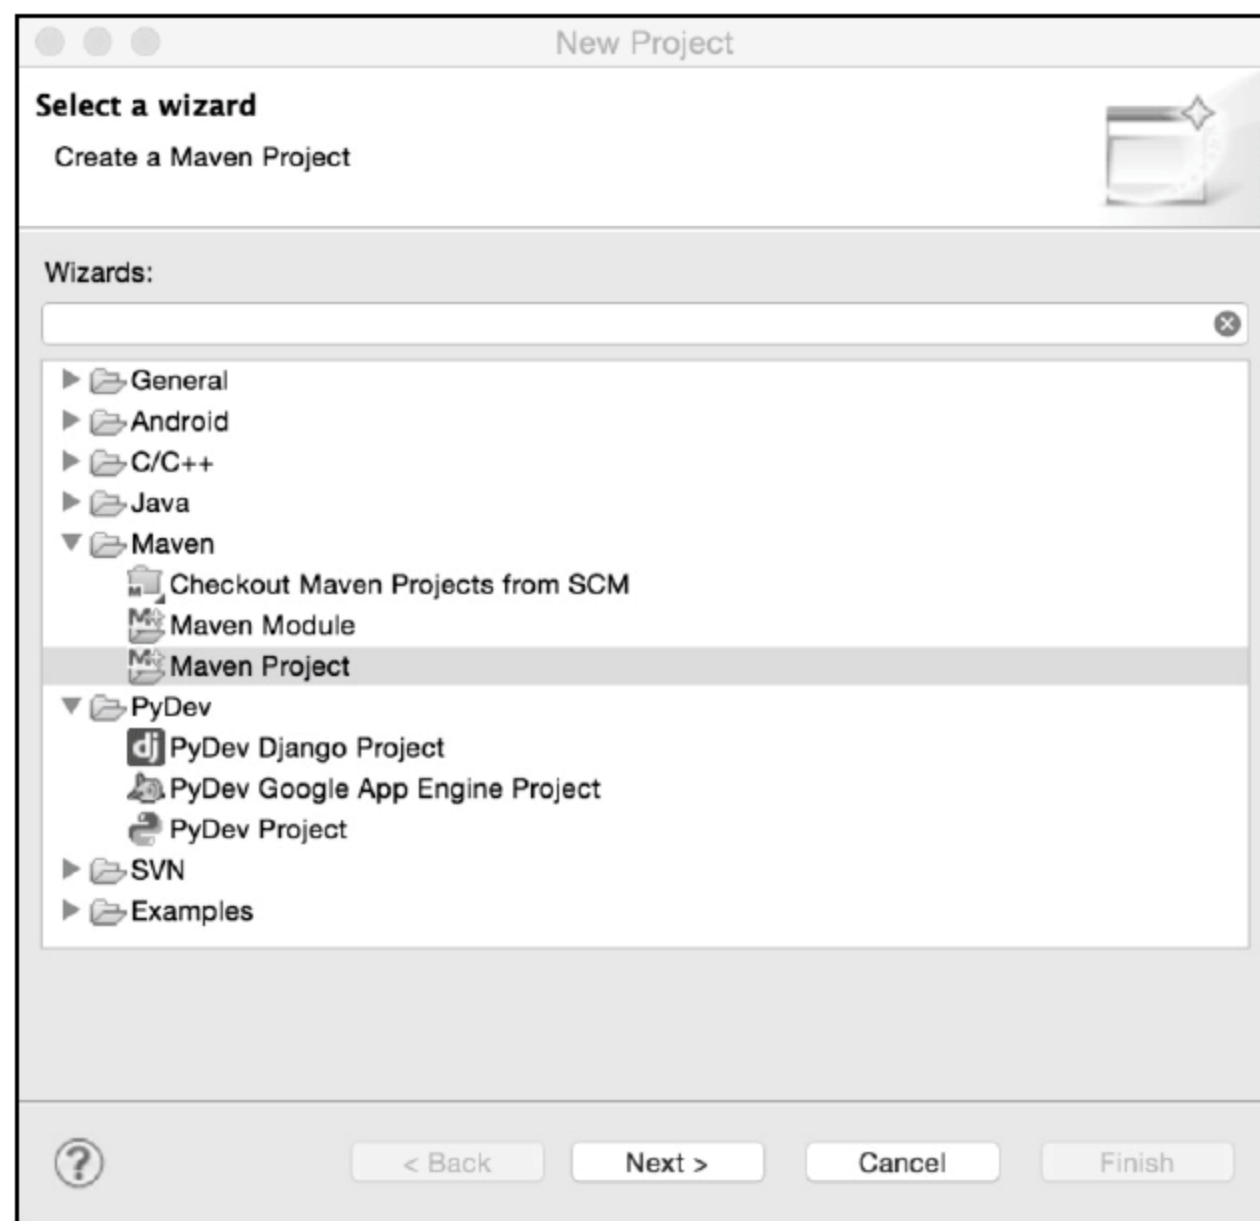 New Project
Select a wizard
Create a Maven Project
Wizards:
General
Android
C/C++
Java
Maven
Checkout Maven Projects from SCM
Maven Module
Maven Project
PyDev
dj PyDev Django Project
PyDev Google App Engine Project
PyDev Project
SVN
Examples
? < Back Next > Cancel Finish